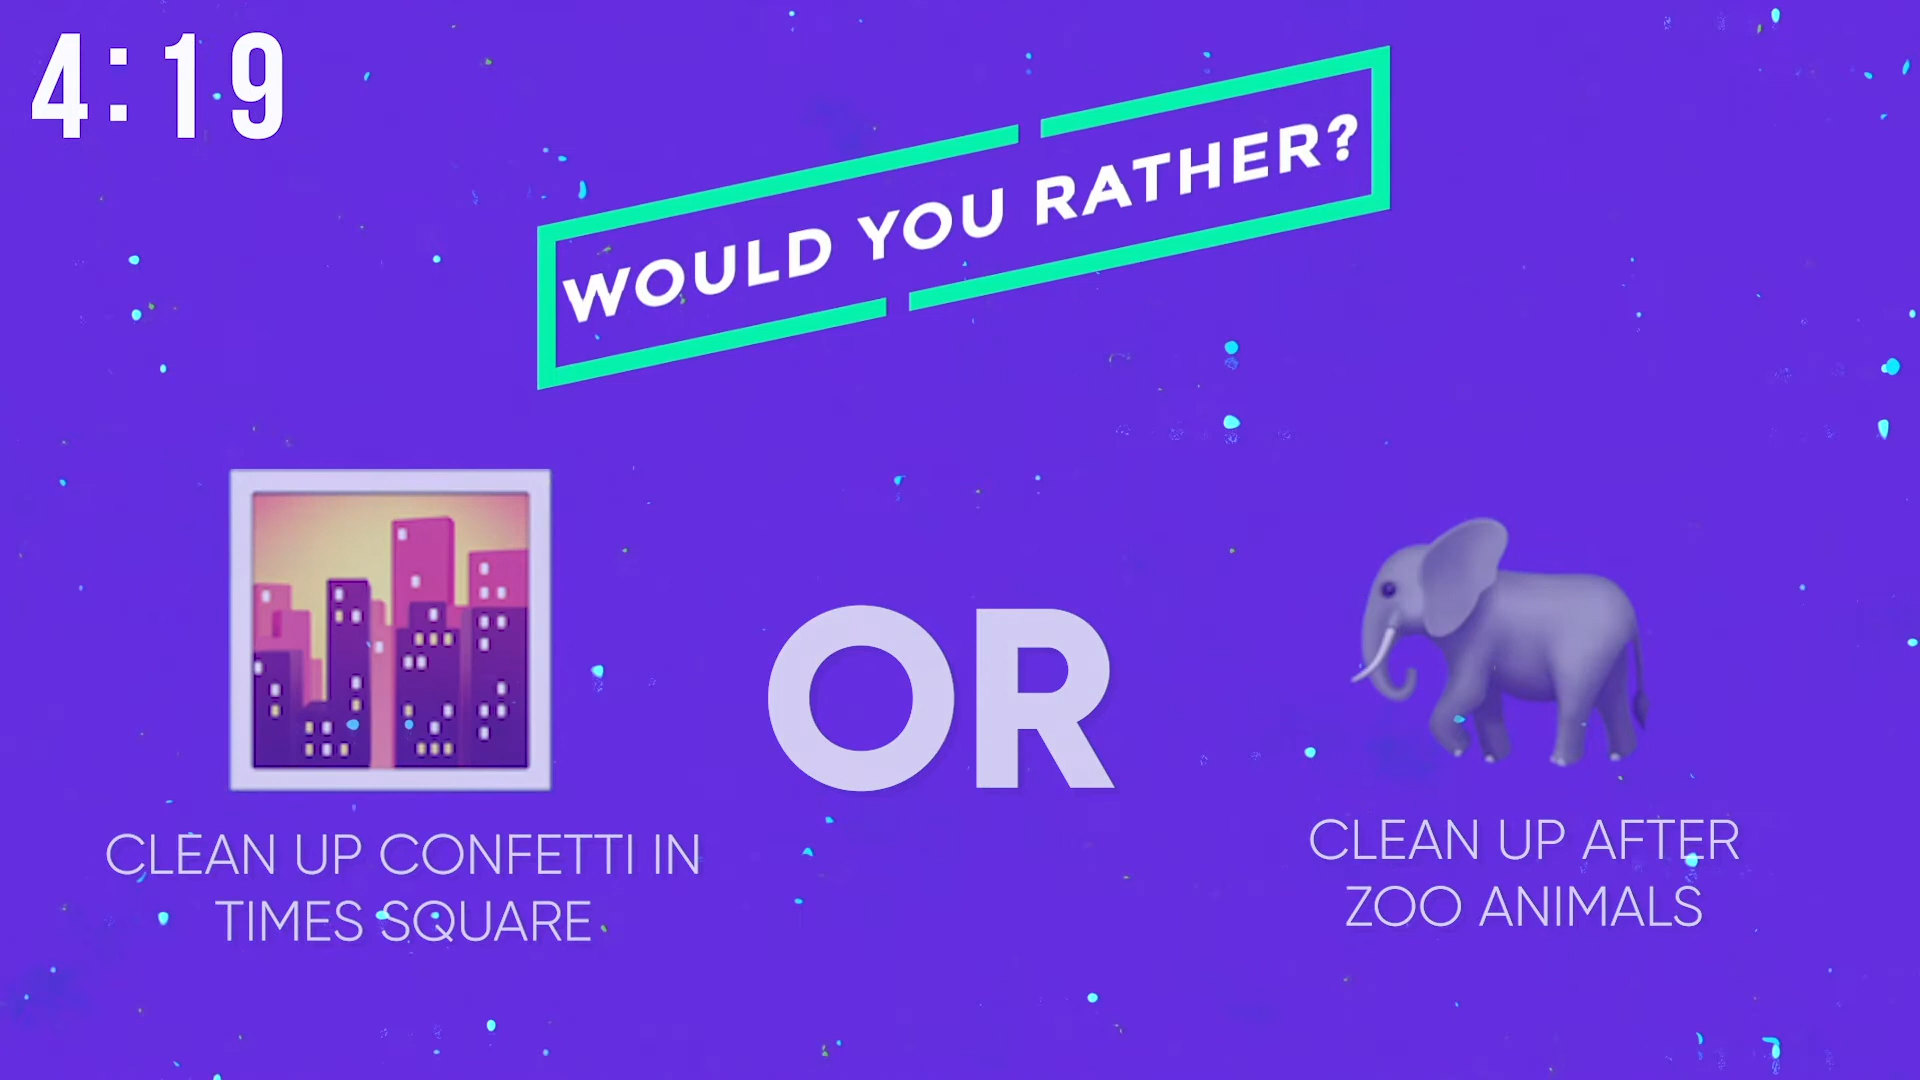 4:19
WOULD YOU RATHER?
OR
CLEAN UP CONFETTI IN
TIMES SQUARE
CLEAN UP AFTER
ZOO ANIMALS